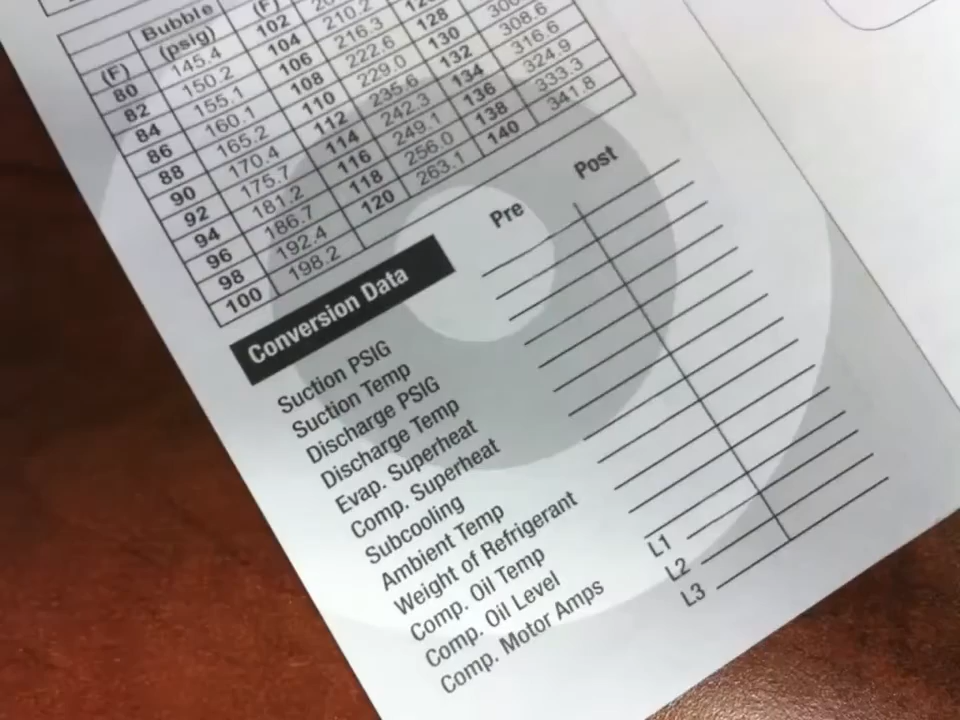 Bubble (F)
(F) (psig)
80 145.4 102
82 150.2 104 210.2
84 155.1 106 216.3
86 160.1 108 222.6 128
88 165.2 110 229.0 130
90 170.4 112 235.6 132 308.6
92 175.7 114 242.3 134 316.6
94 181.2 116 249.1 136 324.9
96 186.7 118 256.0 138 333.3
98 192.4 120 263.1 140 341.8
100 198.2
Conversion Data Pre Post
Suction PSIG
Suction Temp
Discharge PSIG
Discharge Temp
Evap. Superheat
Comp. Superheat
Subcooling
Ambient Temp
Weight of Refrigerant
Comp. Oil Temp
Comp. Oil Level
Comp. Motor Amps L1
L2
L3